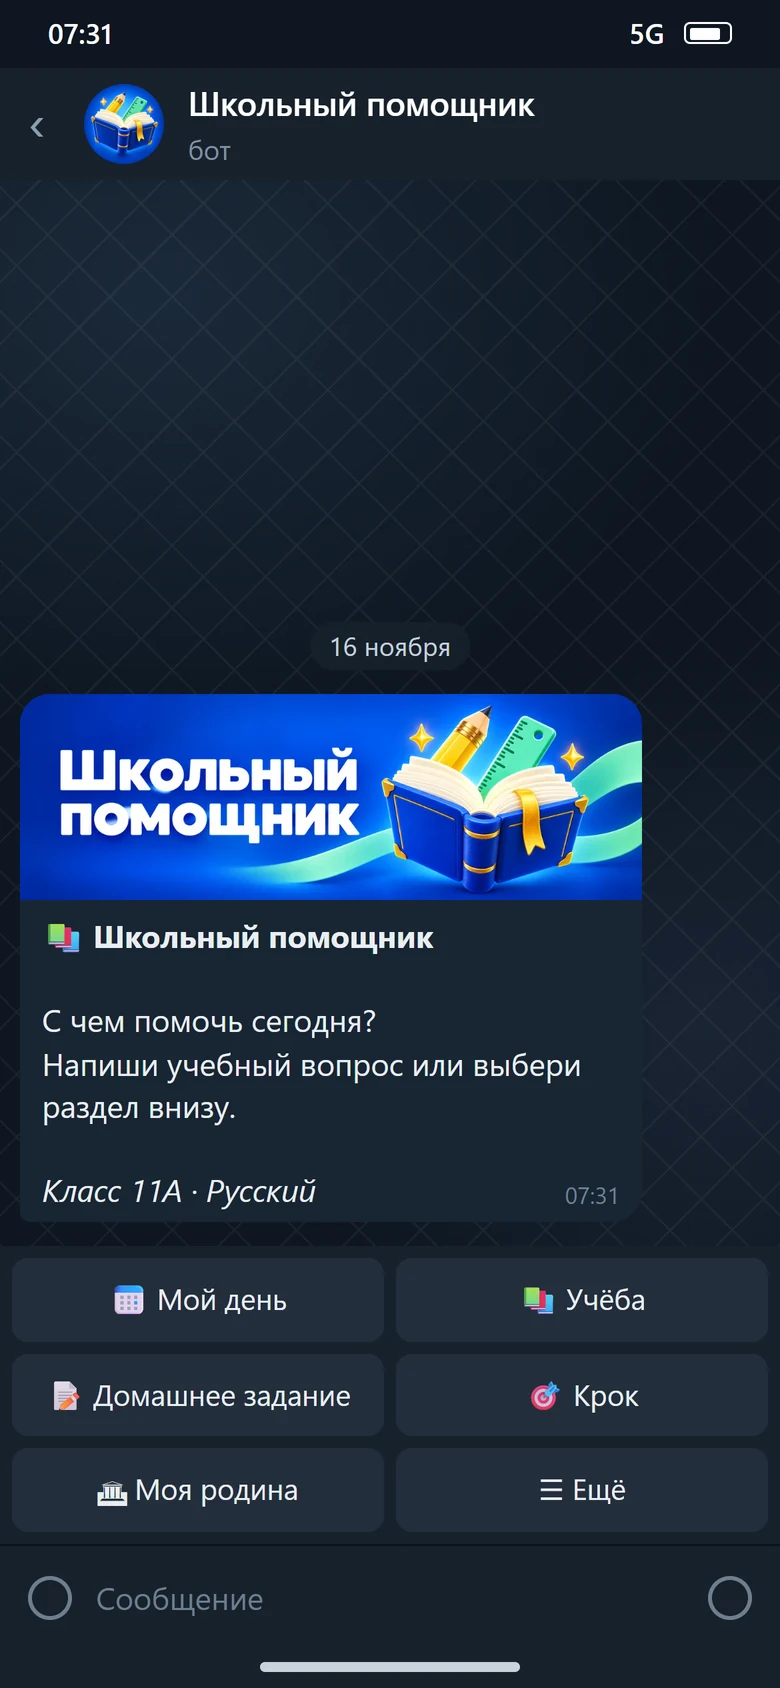 07:31
5G
Школьный помощник
бот
16 ноября
Школьный
помощник
Школьный помощник
С чем помочь сегодня?
Напиши учебный вопрос или выбери
раздел внизу.
Класс 11А · Русский
07:31
Мой день
Учёба
Домашнее задание
Крок
Моя родина
Ещё
Сообщение